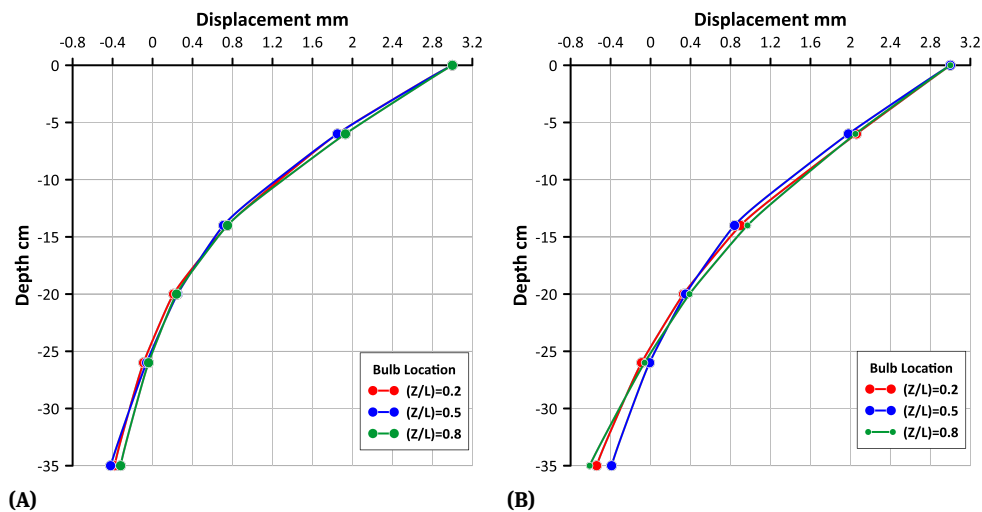 Displacement mm
-0.8 -0.4 0 0.4 0.8 1.2 1.6 2 2.4 2.8 3.2
0
-5
-10
-15
-20
-25
-30
-35
Depth cm
Bulb Location
(Z/L)=0.2
(Z/L)=0.5
(Z/L)=0.8
(A)
Displacement mm
-0.8 -0.4 0 0.4 0.8 1.2 1.6 2 2.4 2.8 3.2
0
-5
-10
-15
-20
-25
-30
-35
Depth cm
Bulb Location
(Z/L)=0.2
(Z/L)=0.5
(Z/L)=0.8
(B)